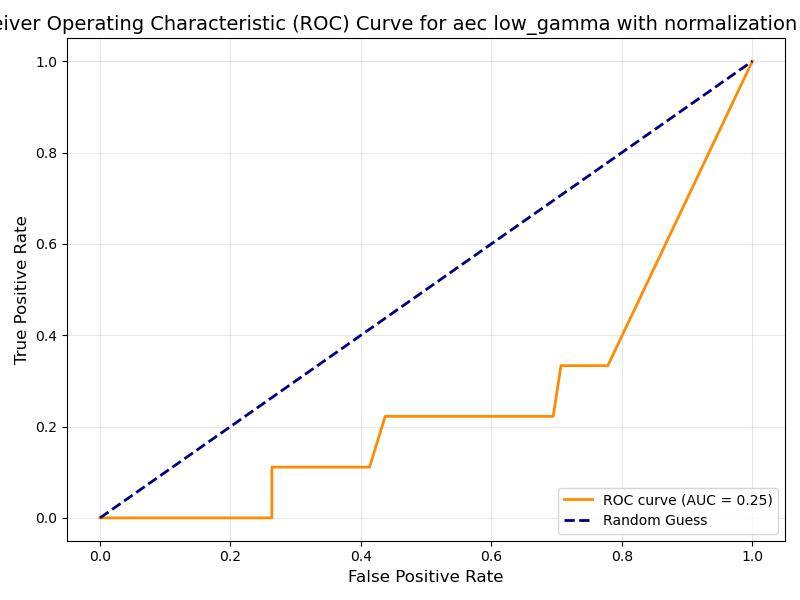 Operating Characteristic (ROC) Curve for aec low_gamma with normalization
1.0
0.8
0.6
0.4
0.2
0.0
True Positive Rate
ROC curve (AUC = 0.25)
Random Guess
0.0 0.2 0.4 0.6 0.8 1.0
False Positive Rate